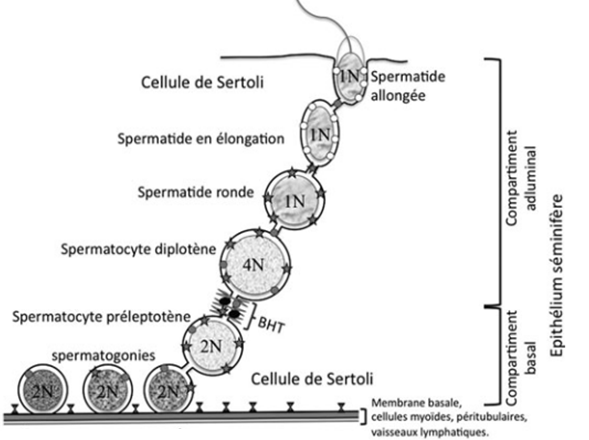 Cellule de Sertoli
1N
Spermatide
allongée
Spermatide en élongation
1N
Spermatide ronde
1N
Spermatocyte diplotène
4N
Spermatocyte préleptotène
BHT
2N
spermatogonies
2N
2N
2N
Cellule de Sertoli
Membrane basale,
cellules myoïdes, péritubulaires,
vaisseaux lymphatiques.
Compartiment
adluminal
Compartiment
basal
Epithélium séminifère